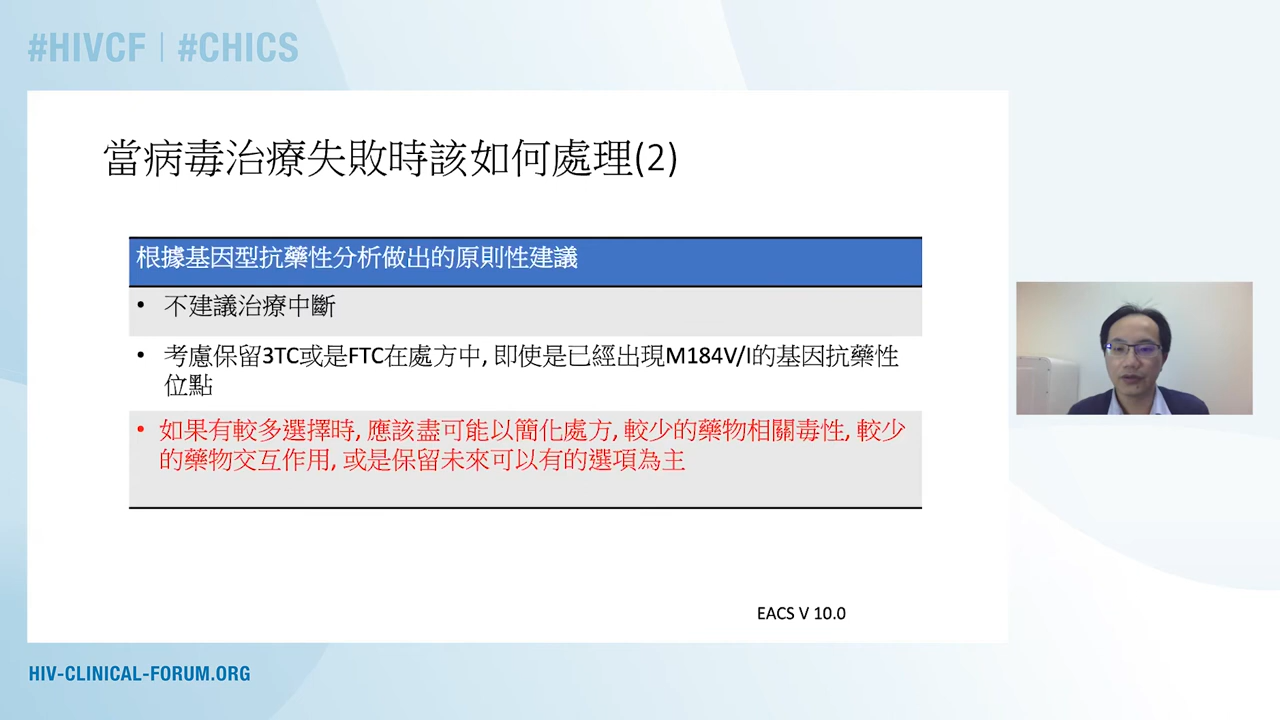 #HIVCF | #CHICS
當病毒治療失敗時該如何處理(2)
根據基因型抗藥性分析做出的原則性建議
• 不建議治療中斷
• 考慮保留3TC或是FTC在處方中, 即使是已經出現M184V/I的基因抗藥性
位點
• 如果有較多選擇時, 應該盡可能以簡化處方, 較少的藥物相關毒性, 較少
的藥物交互作用, 或是保留未來可以有的選項為主
EACS V 10.0
HIV-CLINICAL-FORUM.ORG